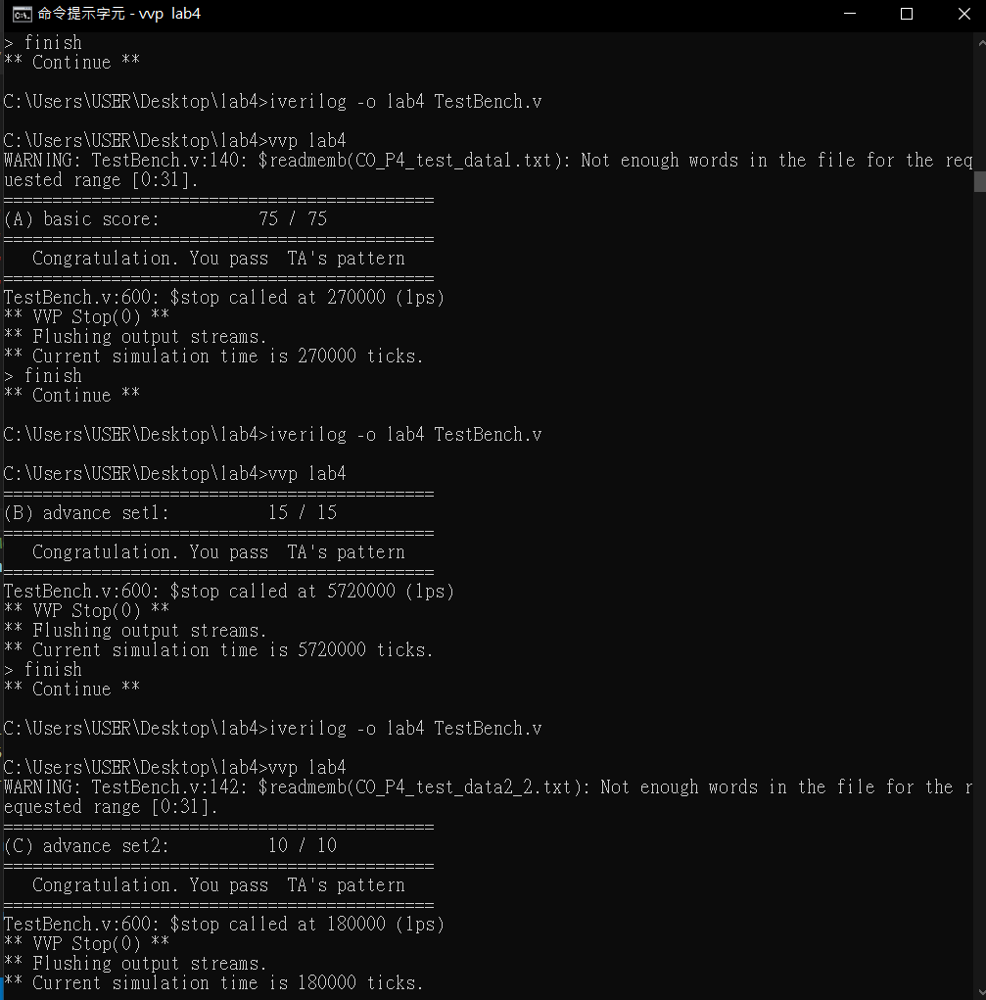 命令提示字元 - vvp lab4
> finish
** Continue **
C:\Users\USER\Desktop\lab4>iverilog -o lab4 TestBench.v
C:\Users\USER\Desktop\lab4>vvp lab4
WARNING: TestBench.v:140: $readmemb(CO_P4_test_data1.txt): Not enough words in the file for the req
uested range [0:31].
============================================
(A) basic score:          75 / 75
============================================
   Congratulation. You pass  TA's pattern
============================================
TestBench.v:600: $stop called at 270000 (1ps)
** VVP Stop(0) **
** Flushing output streams.
** Current simulation time is 270000 ticks.
> finish
** Continue **
C:\Users\USER\Desktop\lab4>iverilog -o lab4 TestBench.v
C:\Users\USER\Desktop\lab4>vvp lab4
============================================
(B) advance set1:          15 / 15
============================================
   Congratulation. You pass  TA's pattern
============================================
TestBench.v:600: $stop called at 5720000 (1ps)
** VVP Stop(0) **
** Flushing output streams.
** Current simulation time is 5720000 ticks.
> finish
** Continue **
C:\Users\USER\Desktop\lab4>iverilog -o lab4 TestBench.v
C:\Users\USER\Desktop\lab4>vvp lab4
WARNING: TestBench.v:142: $readmemb(CO_P4_test_data2_2.txt): Not enough words in the file for the r
equested range [0:31].
============================================
(C) advance set2:          10 / 10
============================================
   Congratulation. You pass  TA's pattern
============================================
TestBench.v:600: $stop called at 180000 (1ps)
** VVP Stop(0) **
** Flushing output streams.
** Current simulation time is 180000 ticks.